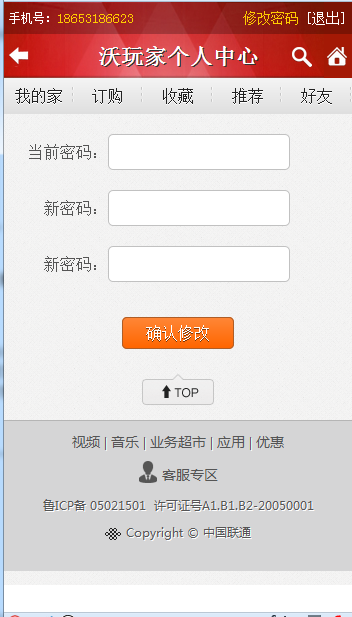 手机号：18653186623 修改密码 [退出]
沃玩家个人中心
我的家 订购 收藏 推荐 好友
当前密码：
新密码：
新密码：
确认修改
TOP
视频 | 音乐 | 业务超市 | 应用 | 优惠
客服专区
鲁ICP备 05021501 许可证号A1.B1.B2-20050001
Copyright © 中国联通